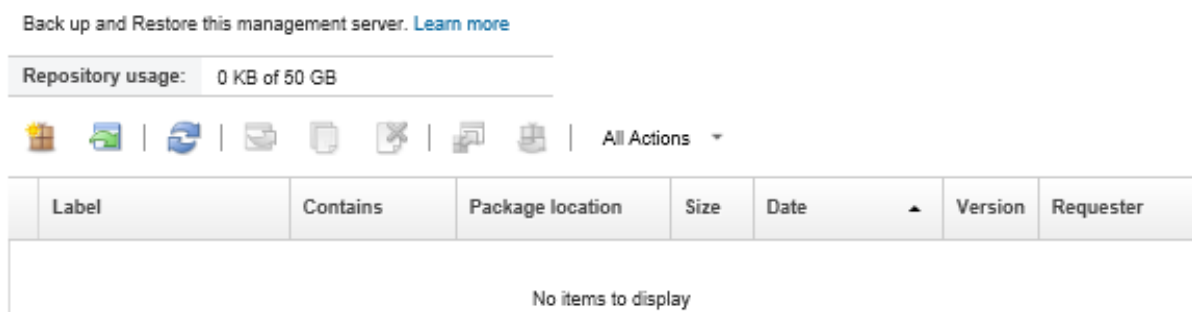 Back up and Restore this management server. Learn more
Repository usage: 0 KB of 50 GB
All Actions
Label Contains Package location Size Date Version Requester
No items to display